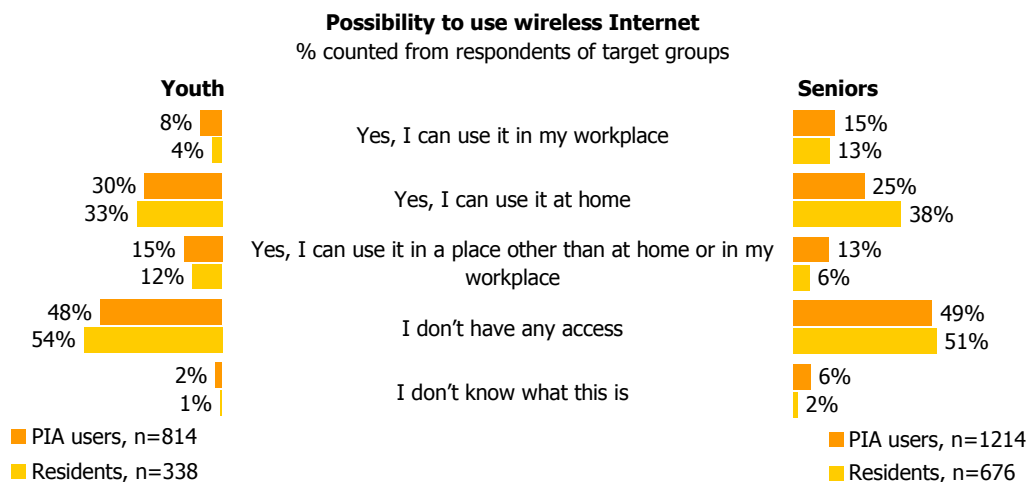 Possibility to use wireless Internet
% counted from respondents of target groups
Youth
Seniors
8%
4%
Yes, I can use it in my workplace
15%
13%
30%
33%
Yes, I can use it at home
25%
38%
15%
12%
Yes, I can use it in a place other than at home or in my
workplace
13%
6%
48%
54%
I don’t have any access
49%
51%
2%
1%
I don’t know what this is
6%
2%
PIA users, n=814
Residents, n=338
PIA users, n=1214
Residents, n=676